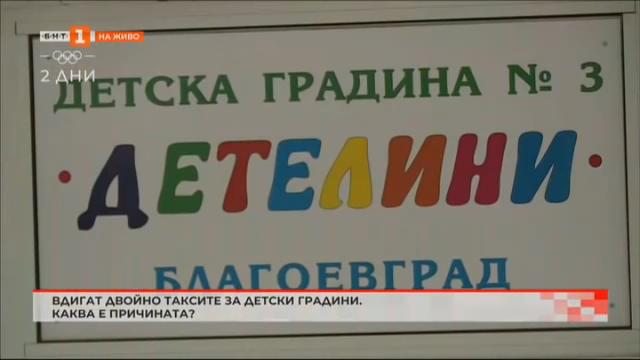 БНТ 1 НА ЖИВО
2 ДНИ
ДЕТСКА ГРАДИНА № 3
• ДЕТЕЛИНИ •
БЛАГОЕВГРАД
ВДИГАТ ДВОЙНО ТАКСИТЕ ЗА ДЕТСКИ ГРАДИНИ.
КАКВА Е ПРИЧИНАТА?